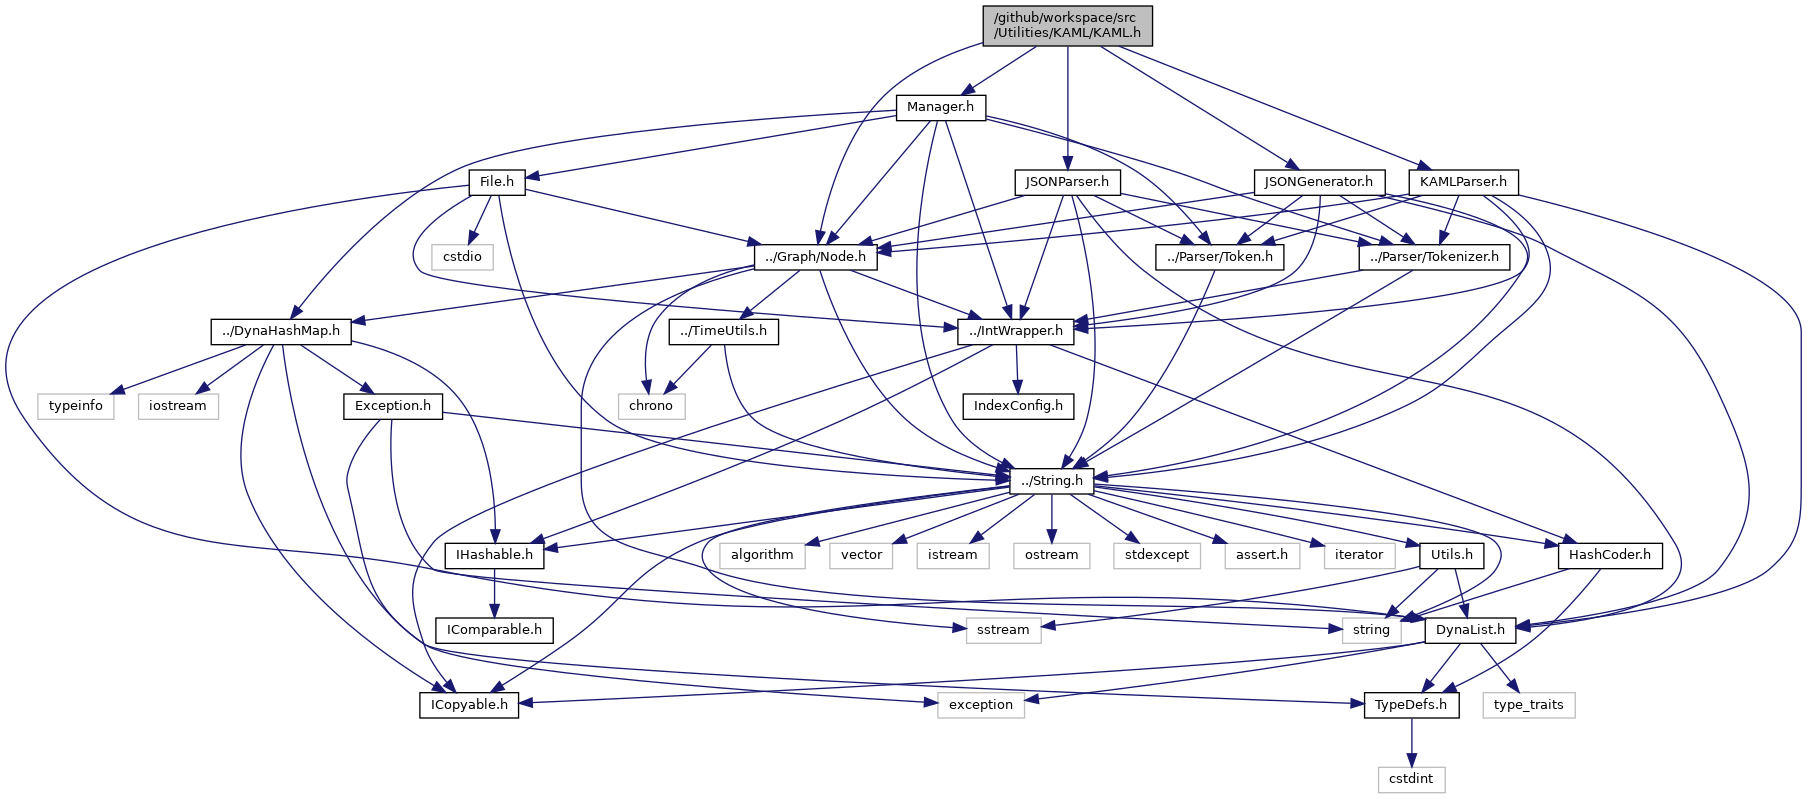 /github/workspace/src
/Utilities/KAML/KAML.h
Manager.h
File.h
JSONParser.h
JSONGenerator.h
KAMLParser.h
cstdio
../Graph/Node.h
../Parser/Token.h
../Parser/Tokenizer.h
../DynaHashMap.h
../TimeUtils.h
../IntWrapper.h
typeinfo
iostream
Exception.h
chrono
IndexConfig.h
../String.h
IHashable.h
algorithm
vector
istream
ostream
stdexcept
assert.h
iterator
Utils.h
HashCoder.h
IComparable.h
sstream
string
DynaList.h
ICopyable.h
exception
TypeDefs.h
type_traits
cstdint